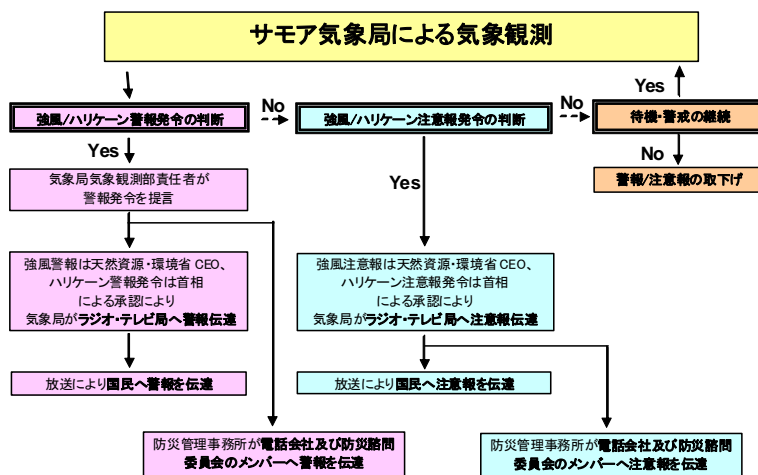 サモア気象局による気象観測
Yes
強風/ハリケーン警報発令の判断
No
強風/ハリケーン注意報発令の判断
No
待機・警戒の継続
Yes
No
気象局気象観測部責任者が
警報発令を提言
Yes
警報/注意報の取下げ
強風警報は天然資源・環境省 CEO、
ハリケーン警報発令は首相
による承認により
気象局がラジオ・テレビ局へ警報伝達
強風注意報は天然資源・環境省 CEO、
ハリケーン注意報発令は首相
による承認により
気象局がラジオ・テレビ局へ注意報伝達
放送により国民へ警報を伝達
放送により国民へ注意報を伝達
防災管理事務所が電話会社及び防災諮問
委員会のメンバーへ警報を伝達
防災管理事務所が電話会社及び防災諮問
委員会のメンバーへ注意報を伝達